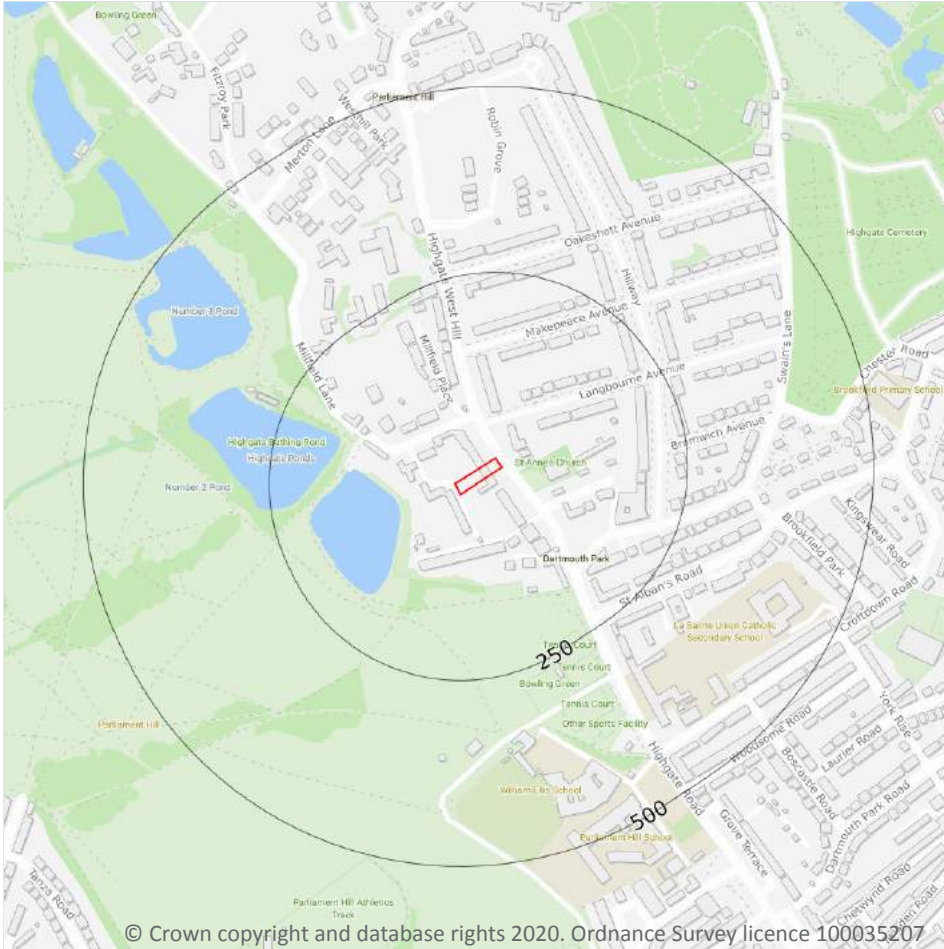 Bowling Green
Fitzroy Park
Parliament Hill
Westhill Park
Merton Lane
Robin Grove
Oakeshott Avenue
Highgate Cemetery
Highgate West Hill
Hillway
Number 3 Pond
Makepeace Avenue
Swain's Lane
Millfield Lane
Millfield Place
Chester Road
Langbourne Avenue
Brookfield Primary School
Bromwich Avenue
Highgate Bathing Pond
Highgate Ponds
St Anne's Church
Number 2 Pond
Kingswear Road
Brookfield Park
Dartmouth Park
St Alban's Road
Croftdown Road
La Sainte Union Catholic
Secondary School
Tennis Court
250
Tennis Court
Bowling Green
Tennis Court
Other Sports Facility
York Rise
Parliament Hill
Woodsome Road
Laurier Road
Highgate Road
Boscastle Road
William Ellis School
Dartmouth Park Road
500
Parliament Hill School
Grove Terrace
Tanza Road
Chetwynd Road
Parliament Hill Athletics
Track
© Crown copyright and database rights 2020. Ordnance Survey licence 100035207